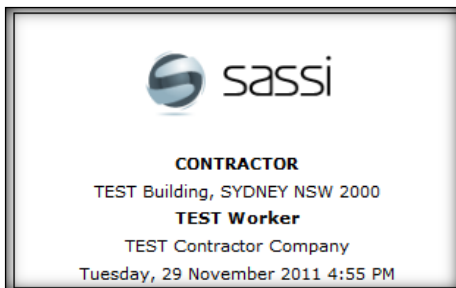 sassi
CONTRACTOR
TEST Building, SYDNEY NSW 2000
TEST Worker
TEST Contractor Company
Tuesday, 29 November 2011 4:55 PM